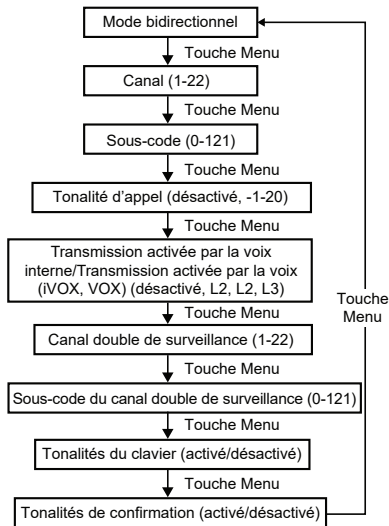 Mode bidirectionnel
Touche Menu
Canal (1-22)
Touche Menu
Sous-code (0-121)
Touche Menu
Tonalité d'appel (désactivé, -1-20)
Touche Menu
Transmission activée par la voix
interne/Transmission activée par la voix
(iVOX, VOX) (désactivé, L2, L2, L3)
Touche Menu
Canal double de surveillance (1-22)
Touche Menu
Sous-code du canal double de surveillance (0-121)
Touche Menu
Tonalités du clavier (activé/désactivé)
Touche Menu
Tonalités de confirmation (activé/désactivé)
Touche
Menu